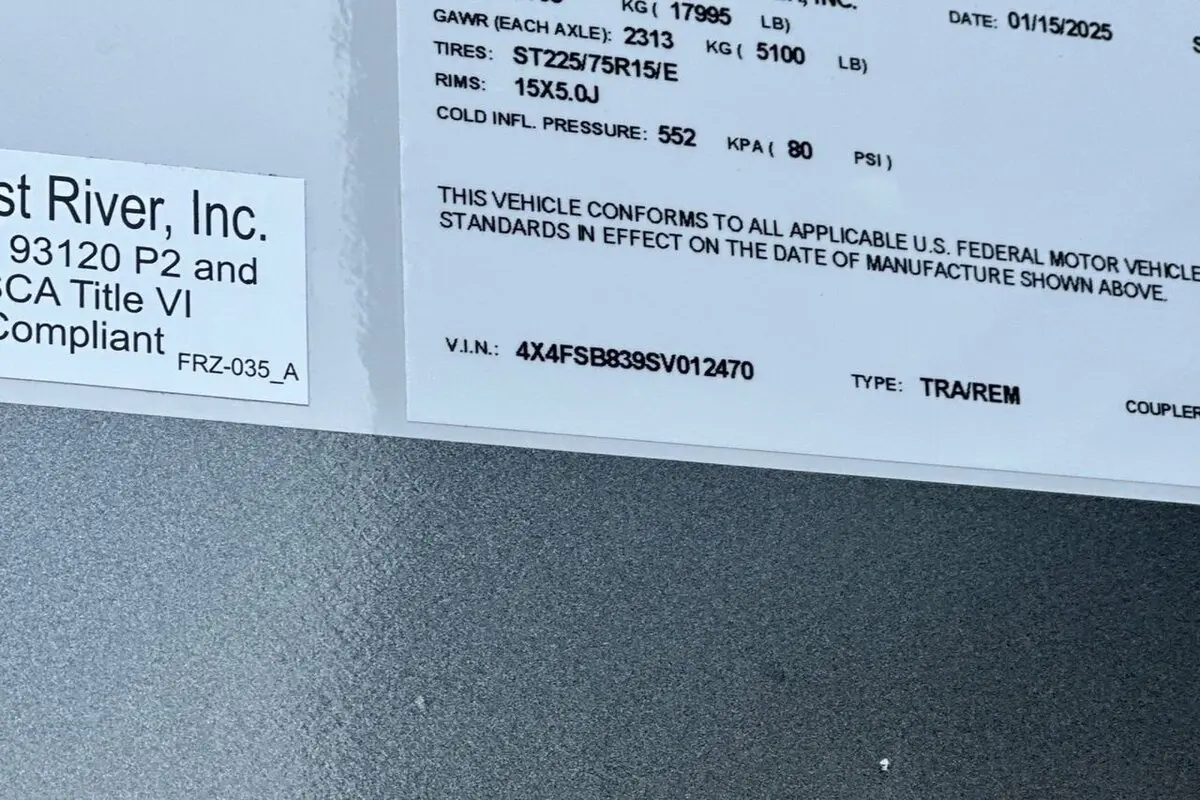 INC.
KG ( 17995 LB)
DATE: 01/15/2025
GAWR (EACH AXLE): 2313 KG ( 5100 LB)
TIRES: ST225/75R15/E
RIMS: 15X5.0J
COLD INFL. PRESSURE: 552 KPA ( 80 PSI )
THIS VEHICLE CONFORMS TO ALL APPLICABLE U.S. FEDERAL MOTOR VEHICLE
STANDARDS IN EFFECT ON THE DATE OF MANUFACTURE SHOWN ABOVE.
V.I.N.: 4X4FSB839SV012470 TYPE: TRA/REM COUPLER
st River, Inc.
93120 P2 and
CA Title VI
Compliant
FRZ-035_A